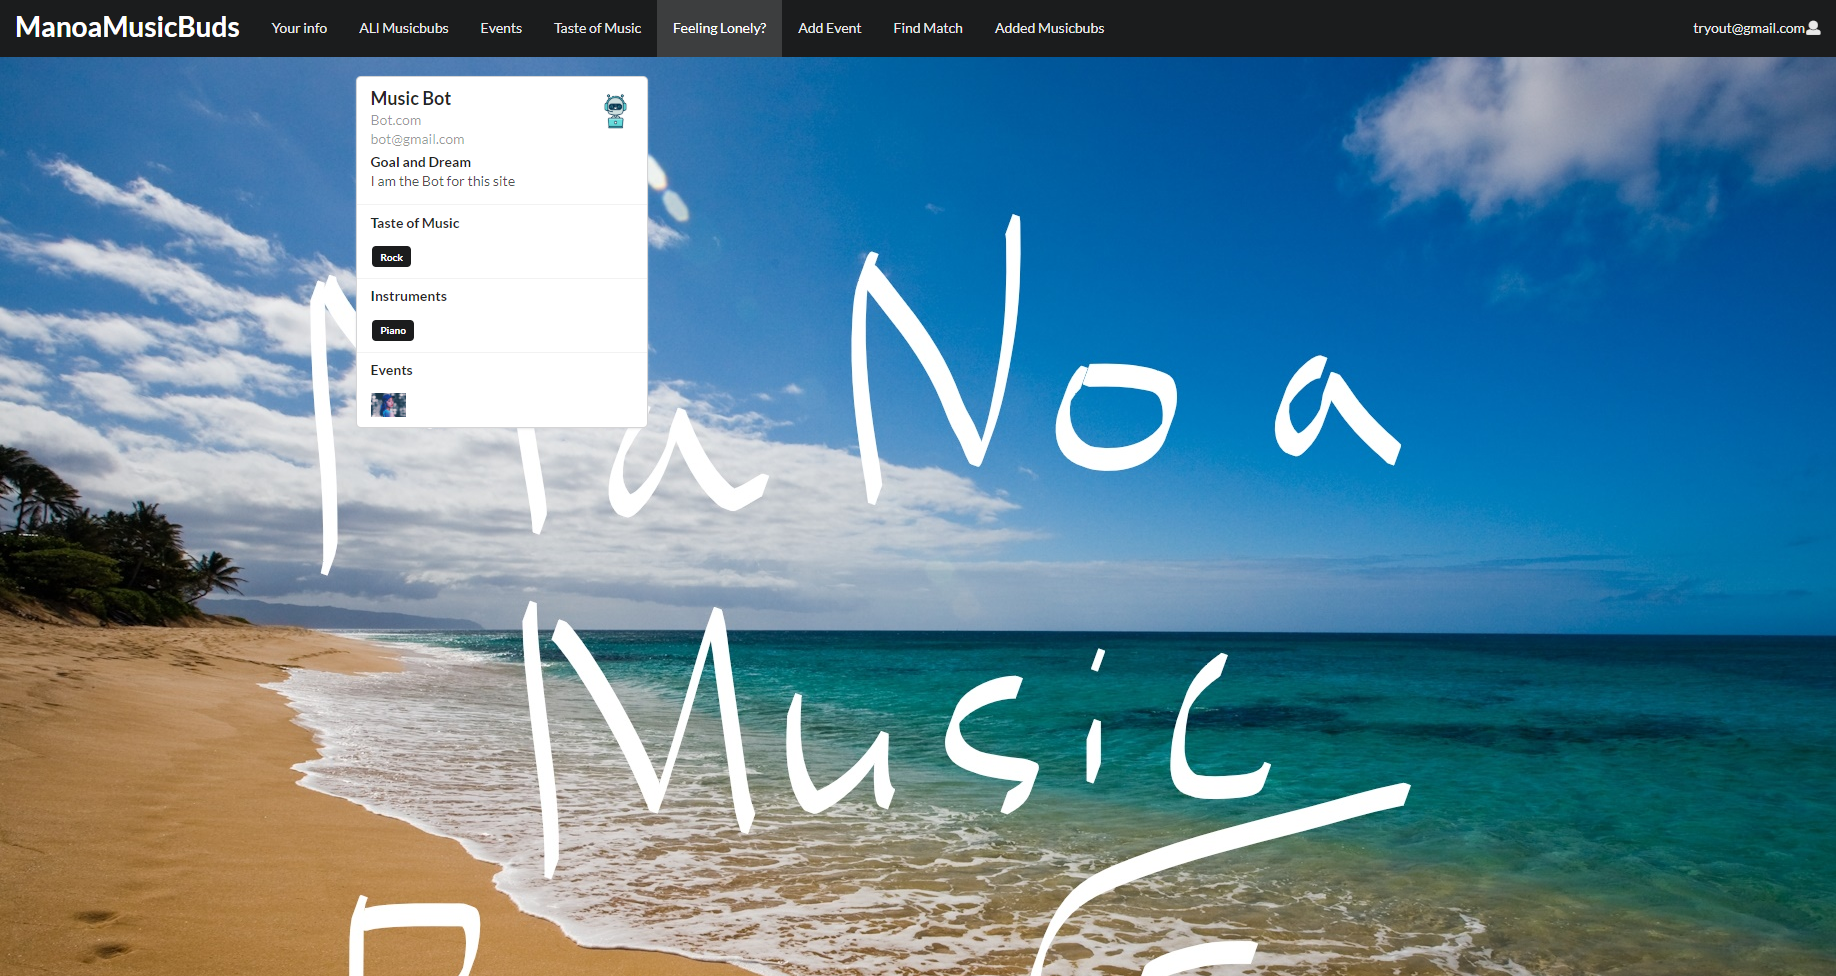 ManoaMusicBuds Your info ALl Musicbubs Events Taste of Music Feeling Lonely? Add Event Find Match Added Musicbubs tryout@gmail.com
Music Bot
Bot.com
bot@gmail.com
Goal and Dream
I am the Bot for this site
Taste of Music
Rock
Instruments
Piano
Events
Ma Noa
Music